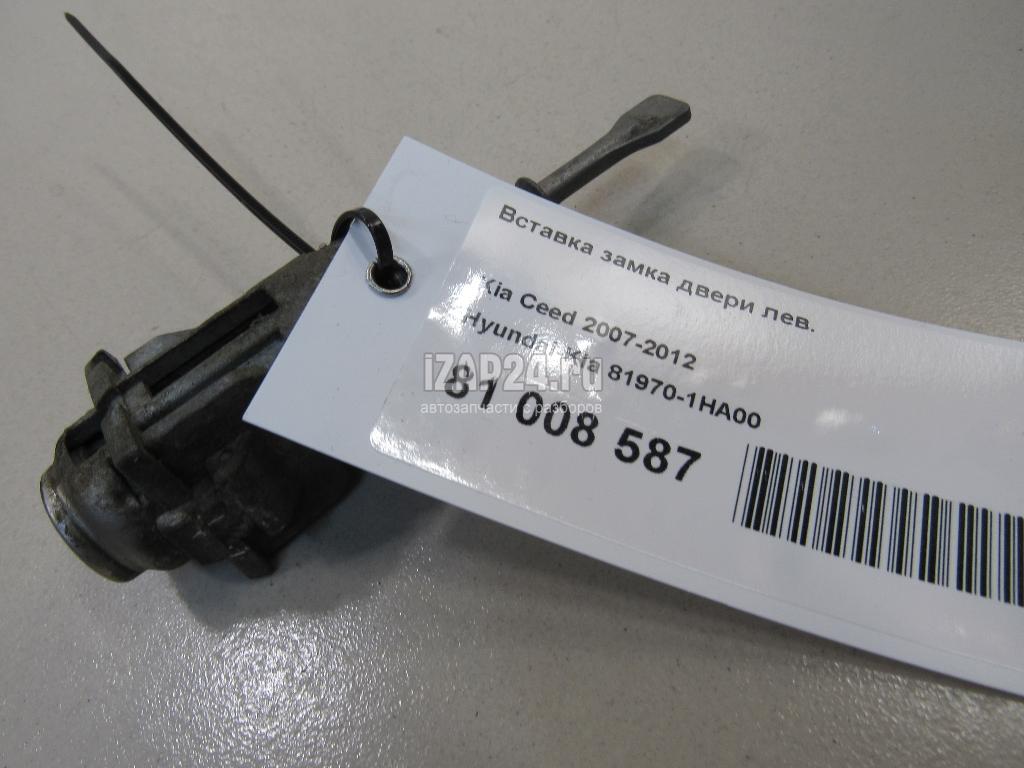 Вставка замка двери лев.
Kia Ceed 2007-2012
Hyundai-Kia 81970-1HA00
81 008 587
iZAP24.ru
автозапчасти с разборов